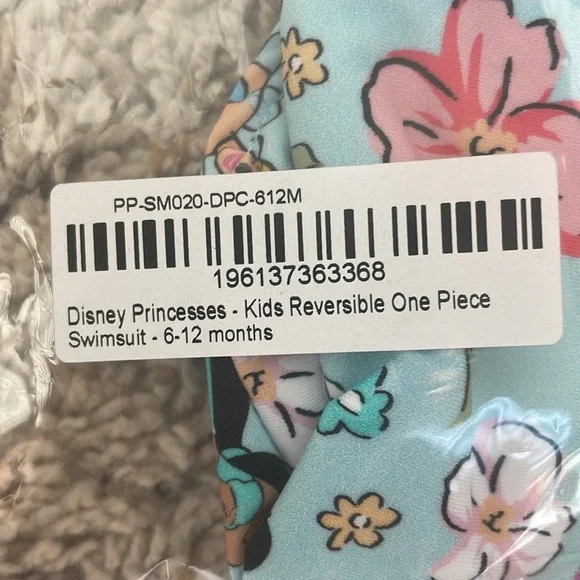 PP-SM020-DPC-612M
196137363368
Disney Princesses - Kids Reversible One Piece
Swimsuit - 6-12 months